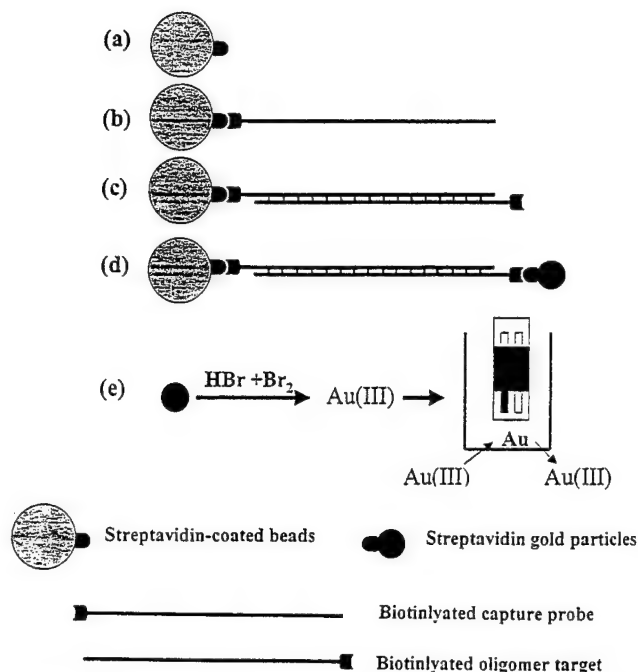 (a)
(b)
(c)
(d)
(e)
HBr +Br₂
Au(III)
Au
Au(III)
Au(III)
Streptavidin-coated beads
Streptavidin gold particles
Biotinlyated capture probe
Biotinlyated oligomer target